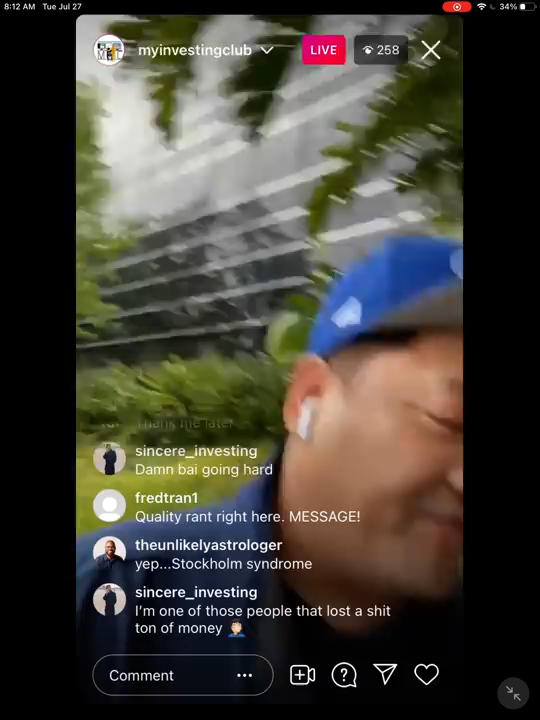 8:12 AM Tue Jul 27
34%
myinvestingclub
LIVE
258
Thank me later
sincere_investing
Damn bai going hard
fredtran1
Quality rant right here. MESSAGE!
theunlikelyastrologer
yep...Stockholm syndrome
sincere_investing
I'm one of those people that lost a shit
ton of money 🤦🏻‍♂️
Comment